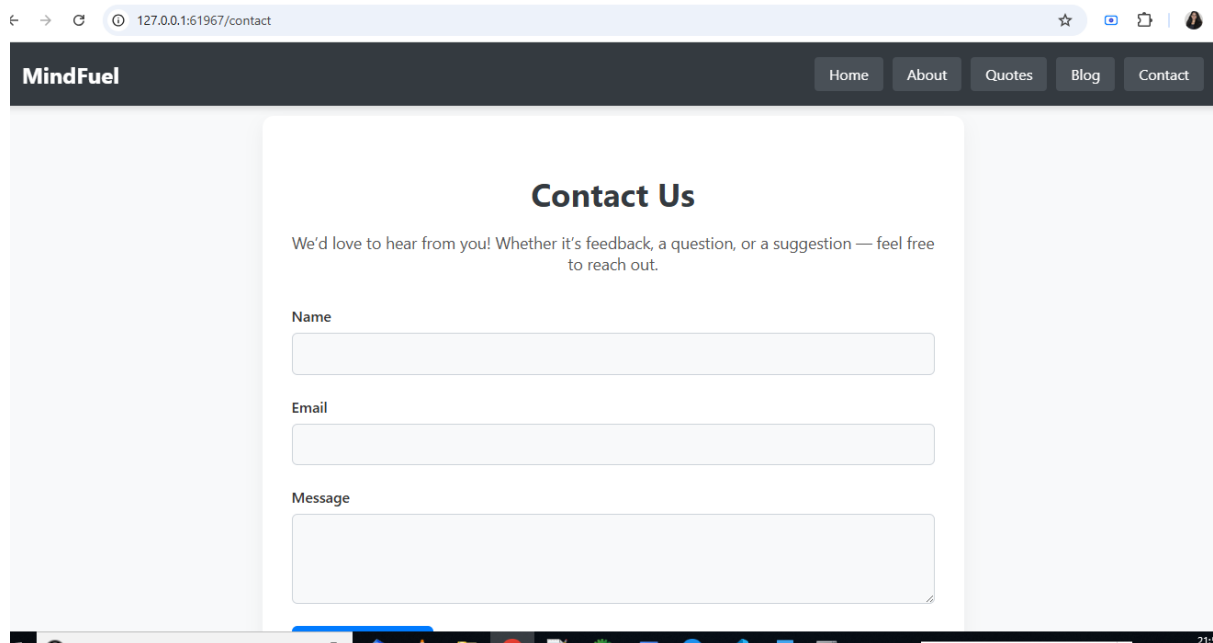 127.0.0.1:61967/contact
MindFuel
Home About Quotes Blog Contact
Contact Us
We’d love to hear from you! Whether it’s feedback, a question, or a suggestion — feel free
to reach out.
Name
Email
Message